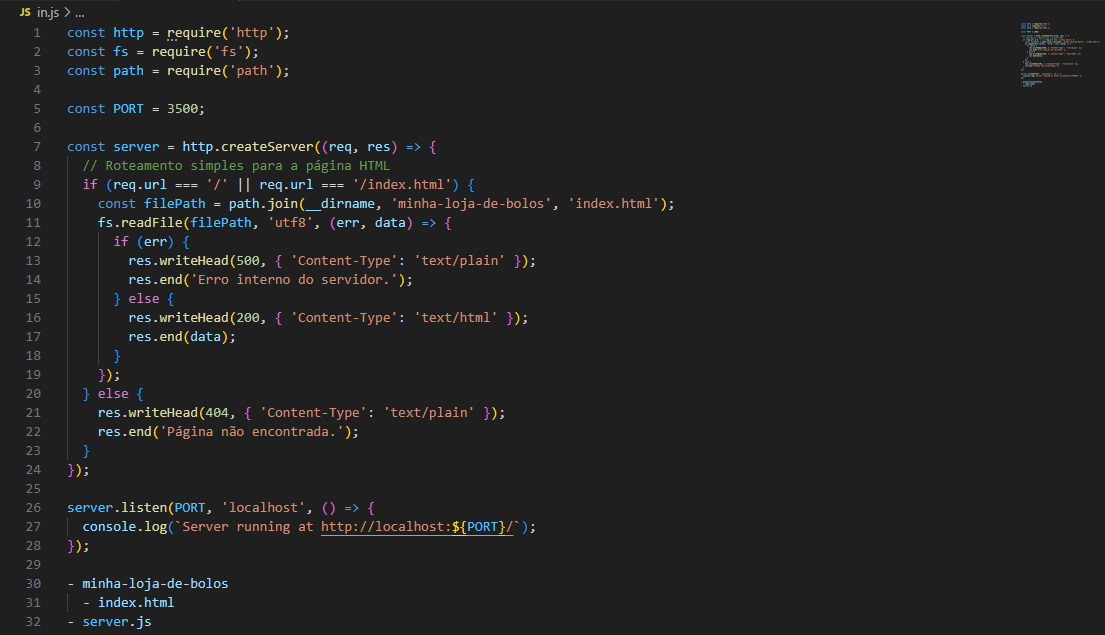 JS in.js > ...
1 const http = require('http');
2 const fs = require('fs');
3 const path = require('path');
4
5 const PORT = 3500;
6
7 const server = http.createServer((req, res) => {
8   // Roteamento simples para a página HTML
9   if (req.url === '/' || req.url === '/index.html') {
10     const filePath = path.join(__dirname, 'minha-loja-de-bolos', 'index.html');
11     fs.readFile(filePath, 'utf8', (err, data) => {
12       if (err) {
13         res.writeHead(500, { 'Content-Type': 'text/plain' });
14         res.end('Erro interno do servidor.');
15       } else {
16         res.writeHead(200, { 'Content-Type': 'text/html' });
17         res.end(data);
18       }
19     });
20   } else {
21     res.writeHead(404, { 'Content-Type': 'text/plain' });
22     res.end('Página não encontrada.');
23   }
24 });
25
26 server.listen(PORT, 'localhost', () => {
27   console.log(`Server running at http://localhost:${PORT}/`);
28 });
29
30 - minha-loja-de-bolos
31   - index.html
32 - server.js